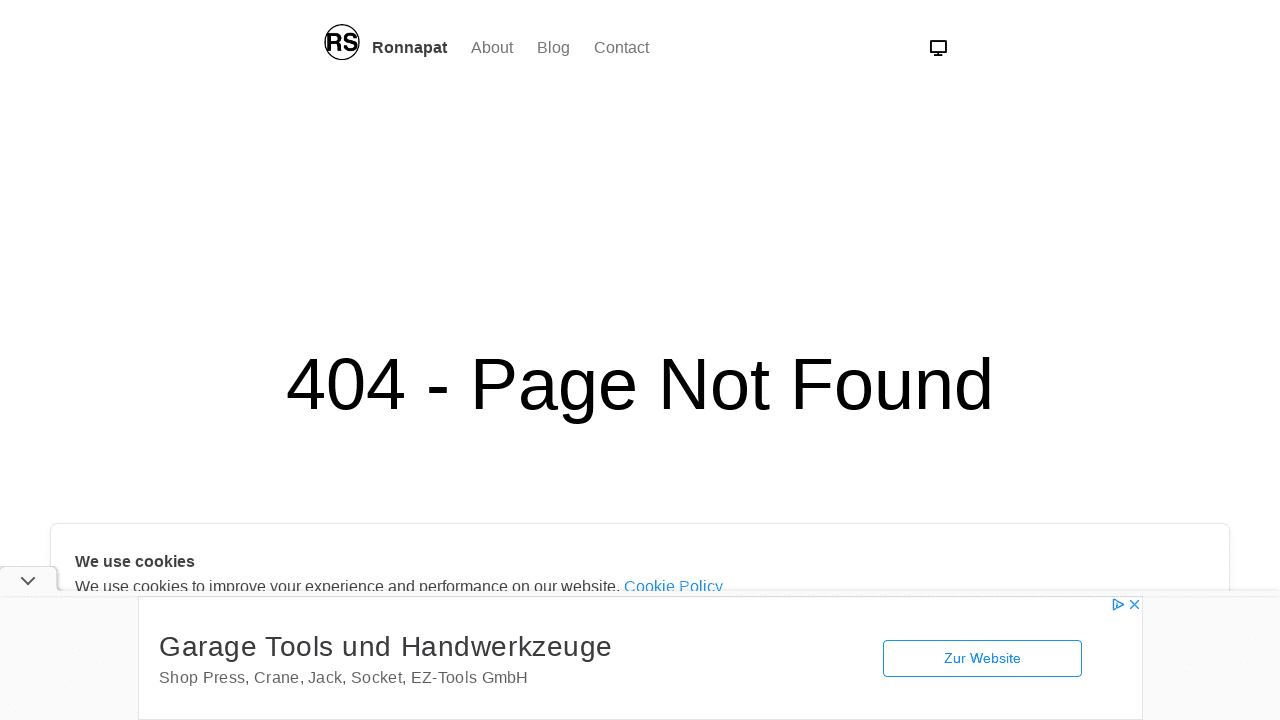 RS Ronnapat About Blog Contact
404 - Page Not Found
We use cookies
We use cookies to improve your experience and performance on our website. Cookie Policy
Garage Tools und Handwerkzeuge
Shop Press, Crane, Jack, Socket, EZ-Tools GmbH
Zur Website